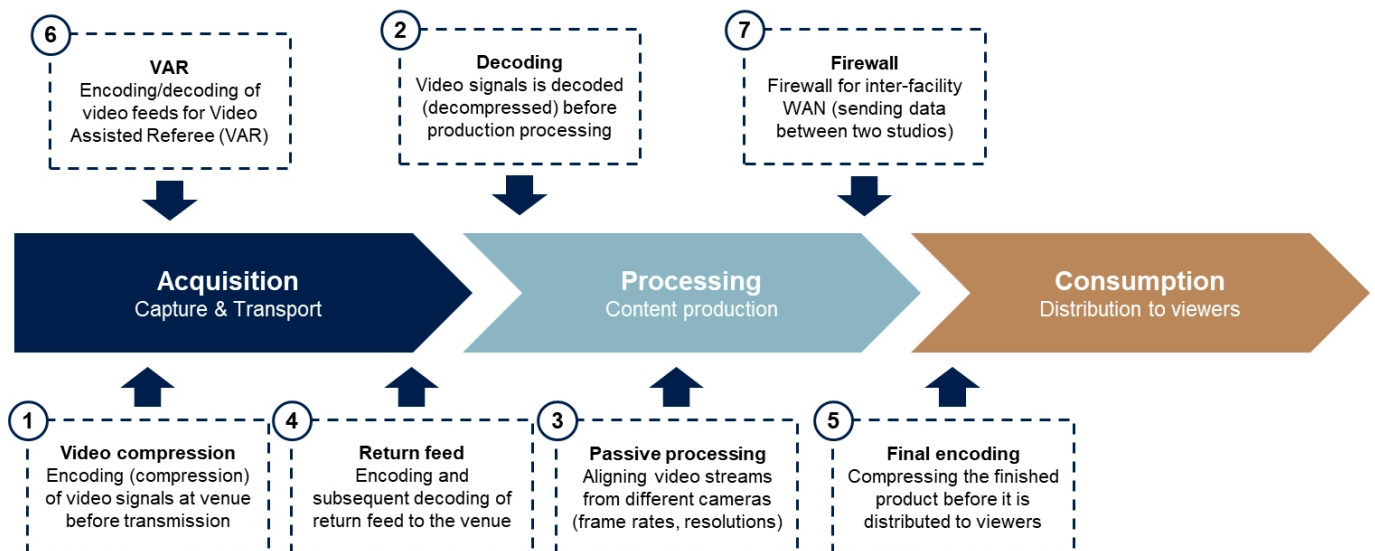 6
VAR
Encoding/decoding of
video feeds for Video
Assisted Referee (VAR)
2
Decoding
Video signals is decoded
(decompressed) before
production processing
7
Firewall
Firewall for inter-facility
WAN (sending data
between two studios)
Acquisition
Capture & Transport
Processing
Content production
Consumption
Distribution to viewers
1
Video compression
Encoding (compression)
of video signals at venue
before transmission
4
Return feed
Encoding and
subsequent decoding of
return feed to the venue
3
Passive processing
Aligning video streams
from different cameras
(frame rates, resolutions)
5
Final encoding
Compressing the finished
product before it is
distributed to viewers